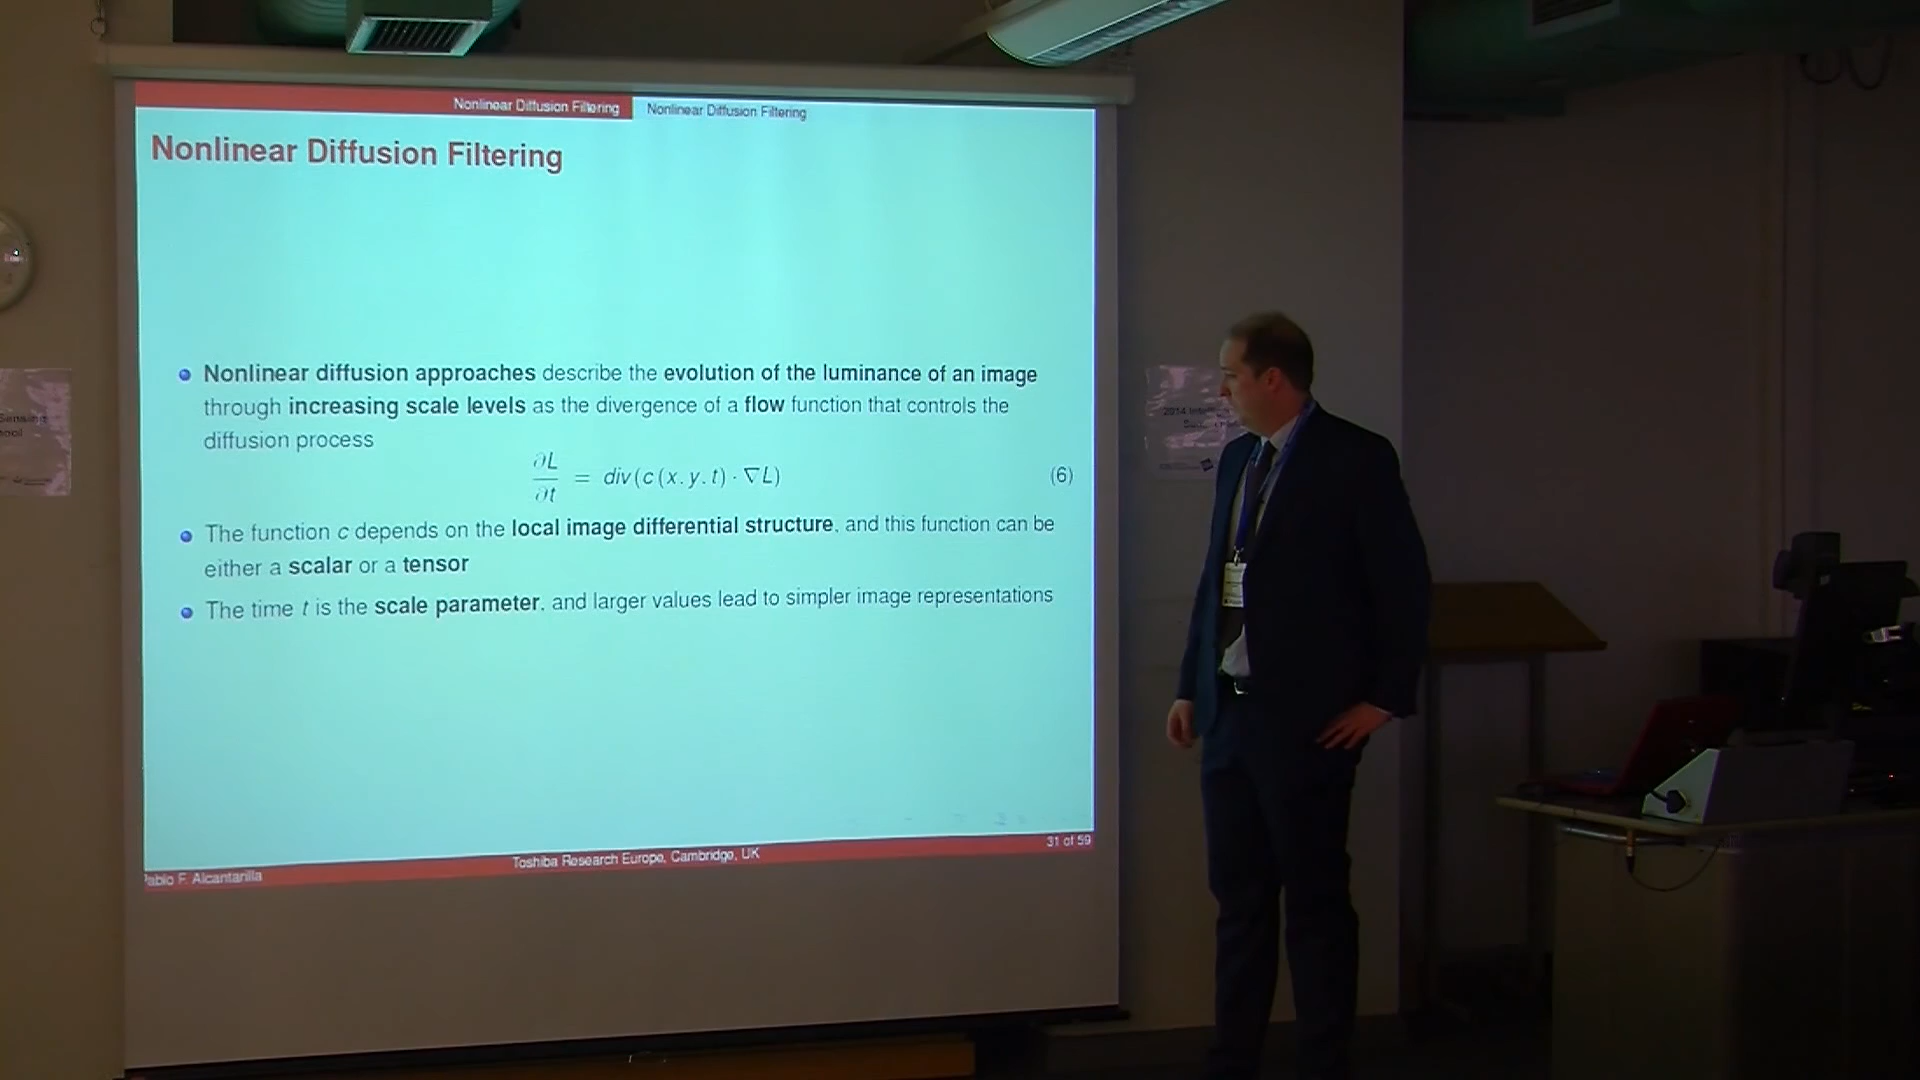 Nonlinear Diffusion Filtering Nonlinear Diffusion Filtering
Nonlinear Diffusion Filtering
Nonlinear diffusion approaches describe the evolution of the luminance of an image
through increasing scale levels as the divergence of a flow function that controls the
diffusion process
∂L/∂t = div(c(x,y,t) · ∇L) (6)
The function c depends on the local image differential structure, and this function can be
either a scalar or a tensor
The time t is the scale parameter, and larger values lead to simpler image representations
31 of 59
Toshiba Research Europe, Cambridge, UK
Pablo F. Alcantarilla
Sensing
2014